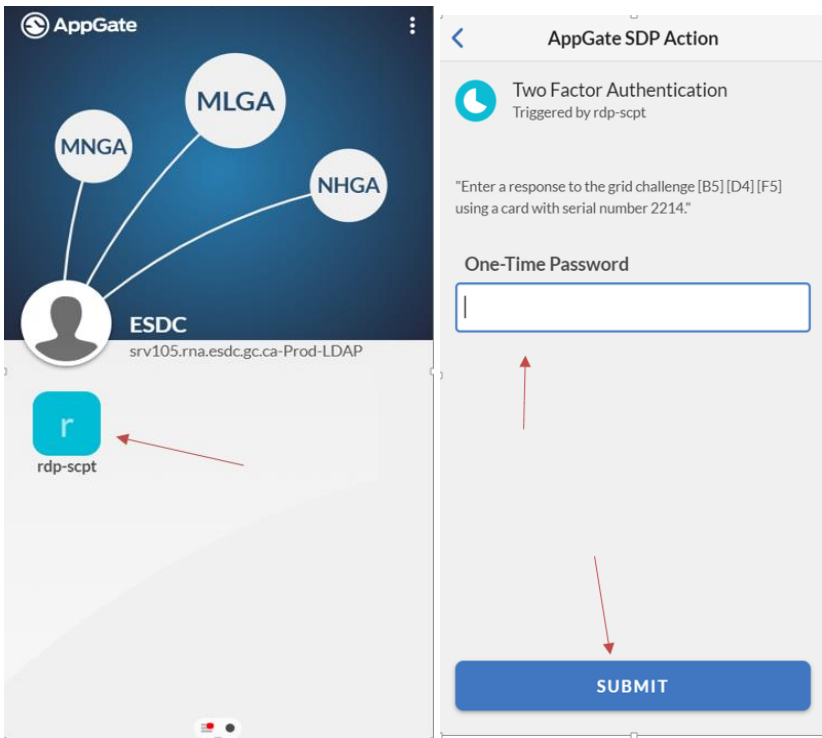 AppGate
MLGA
MNGA
NHGA
ESDC
srv105.rna.esdc.gc.ca-Prod-LDAP
r
rdp-scpt
AppGate SDP Action
Two Factor Authentication
Triggered by rdp-scpt
"Enter a response to the grid challenge [B5] [D4] [F5]
using a card with serial number 2214."
One-Time Password
SUBMIT